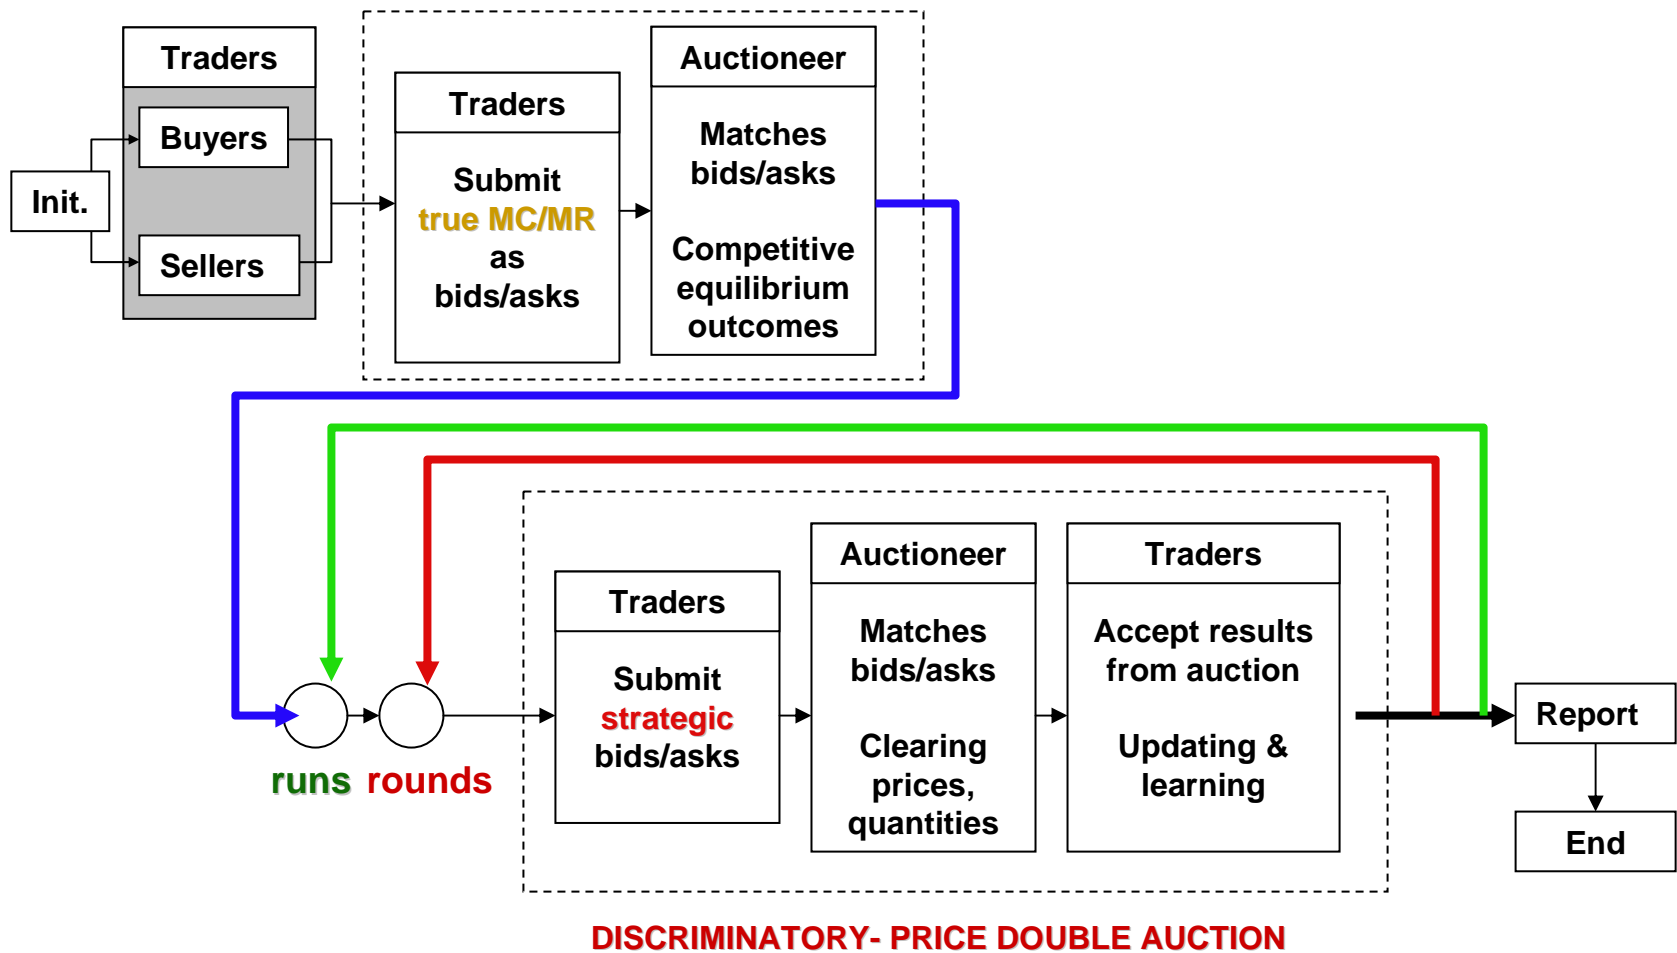 Traders
Buyers
Init.
Sellers
Traders
Submit
true MC/MR
as
bids/asks
Auctioneer
Matches
bids/asks
Competitive
equilibrium
outcomes
runs
rounds
Traders
Submit
strategic
bids/asks
Auctioneer
Matches
bids/asks
Clearing
prices,
quantities
Traders
Accept results
from auction
Updating &
learning
Report
End
DISCRIMINATORY- PRICE DOUBLE AUCTION